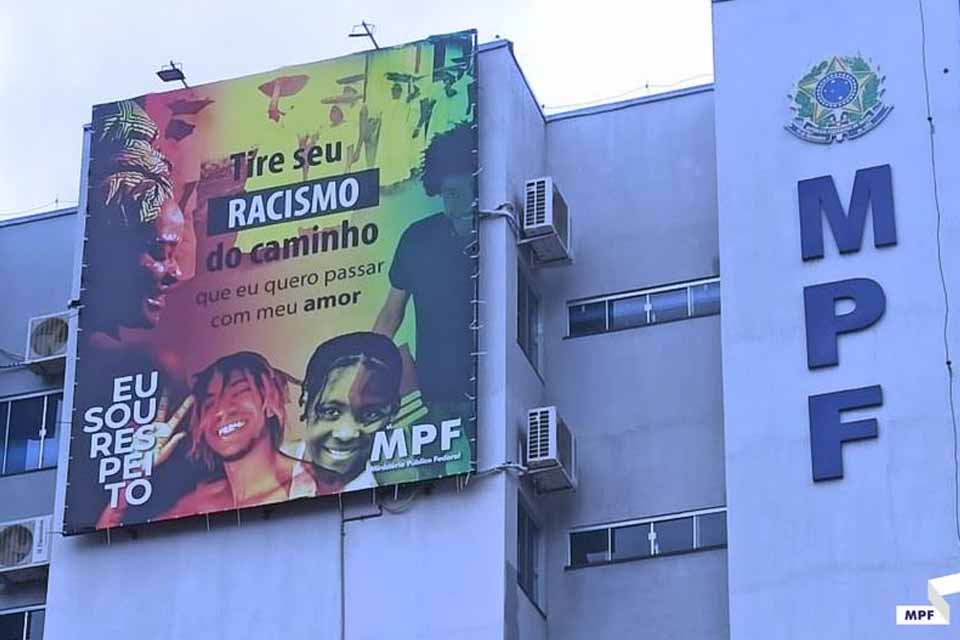 Tire seu
RACISMO
do caminho
que eu quero passar
com meu amor
EU
SOU
RES
PEI
TO
MPF
Ministério Público Federal
M
P
F
MPF